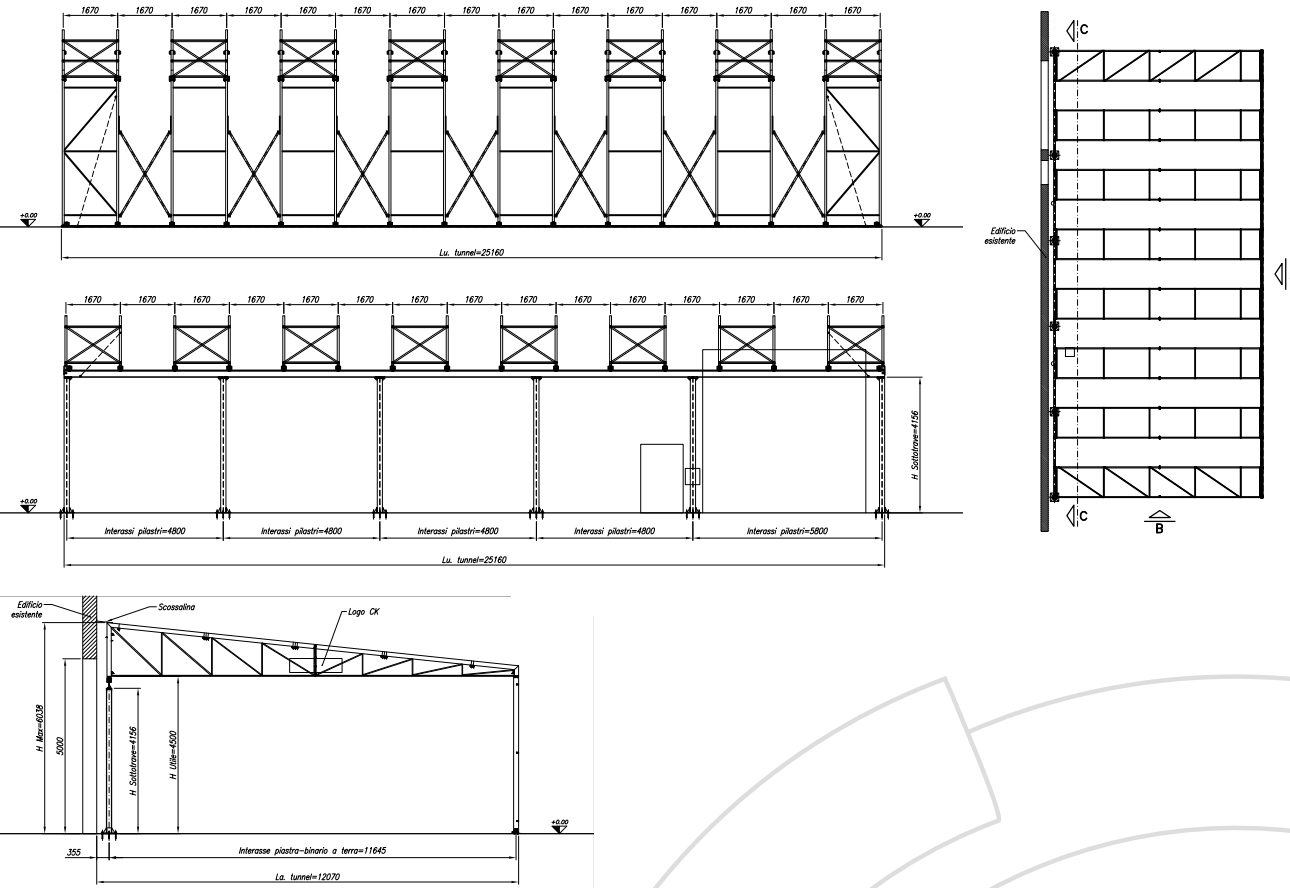 1670 1670 1670 1670 1670 1670 1670 1670 1670 1670 1670 1670 1670 1670 1670
+0.00 +0.00
Lu. tunnel=25160
1670 1670 1670 1670 1670 1670 1670 1670 1670 1670 1670 1670 1670 1670 1670
H Sottotrave=4156
+0.00
Interassi pilastri=4800 Interassi pilastri=4800 Interassi pilastri=4800 Interassi pilastri=4800 Interassi pilastri=5800
Lu. tunnel=25160
C
Edificio
esistente
C
B
Edificio
esistente
Scossalina
Logo CK
H Max=6038
5000
H Sottotrave=4156
H Utile=4500
+0.00
355
Interasse piastra-binario a terra=11645
La. tunnel=12070